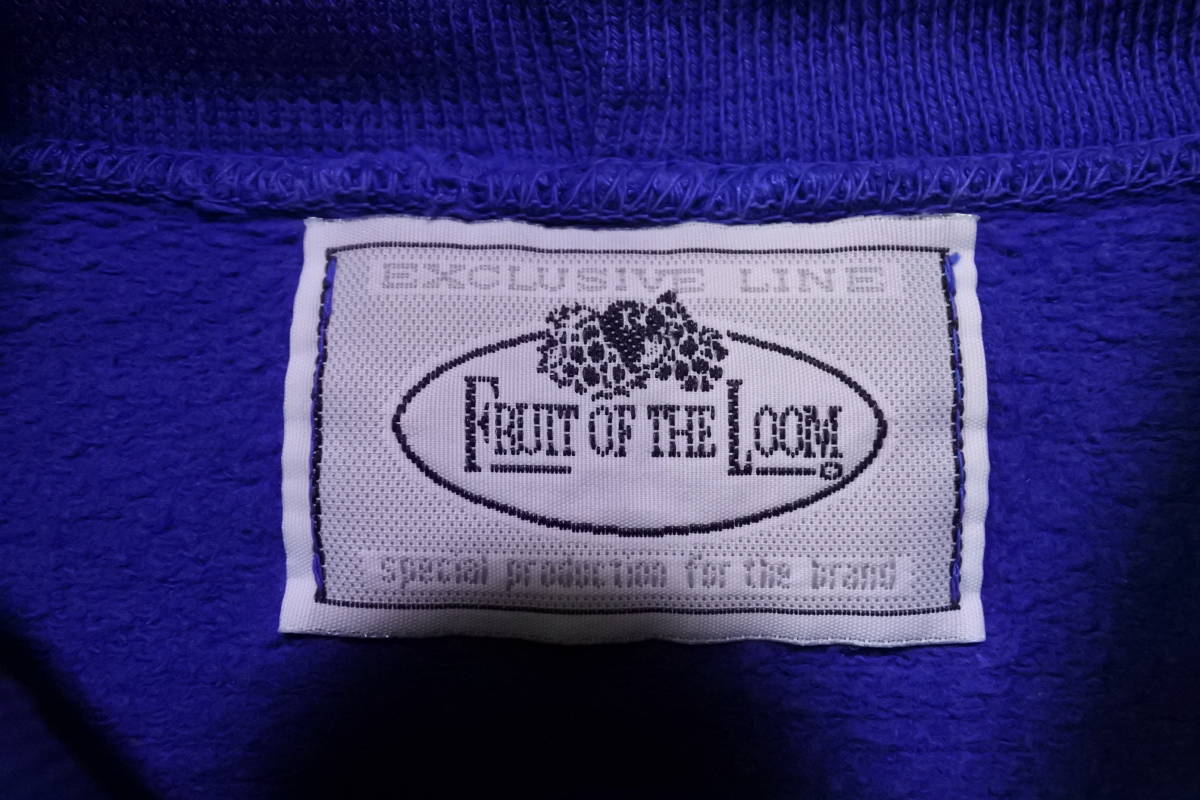 EXCLUSIVE LINE
FRUIT OF THE LOOM
special production for the brand